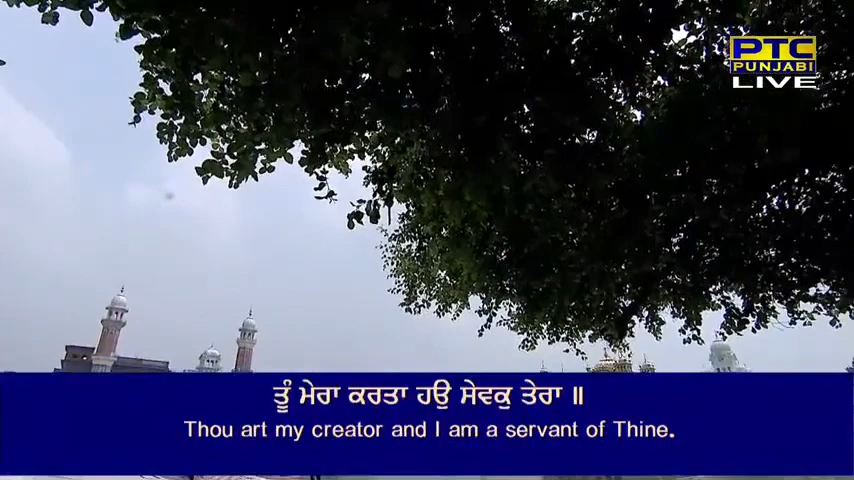 PTC
PUNJABI
LIVE
ਤੂੰ ਮੇਰਾ ਕਰਤਾ ਹਉ ਸੇਵਕੁ ਤੇਰਾ ॥
Thou art my creator and I am a servant of Thine.